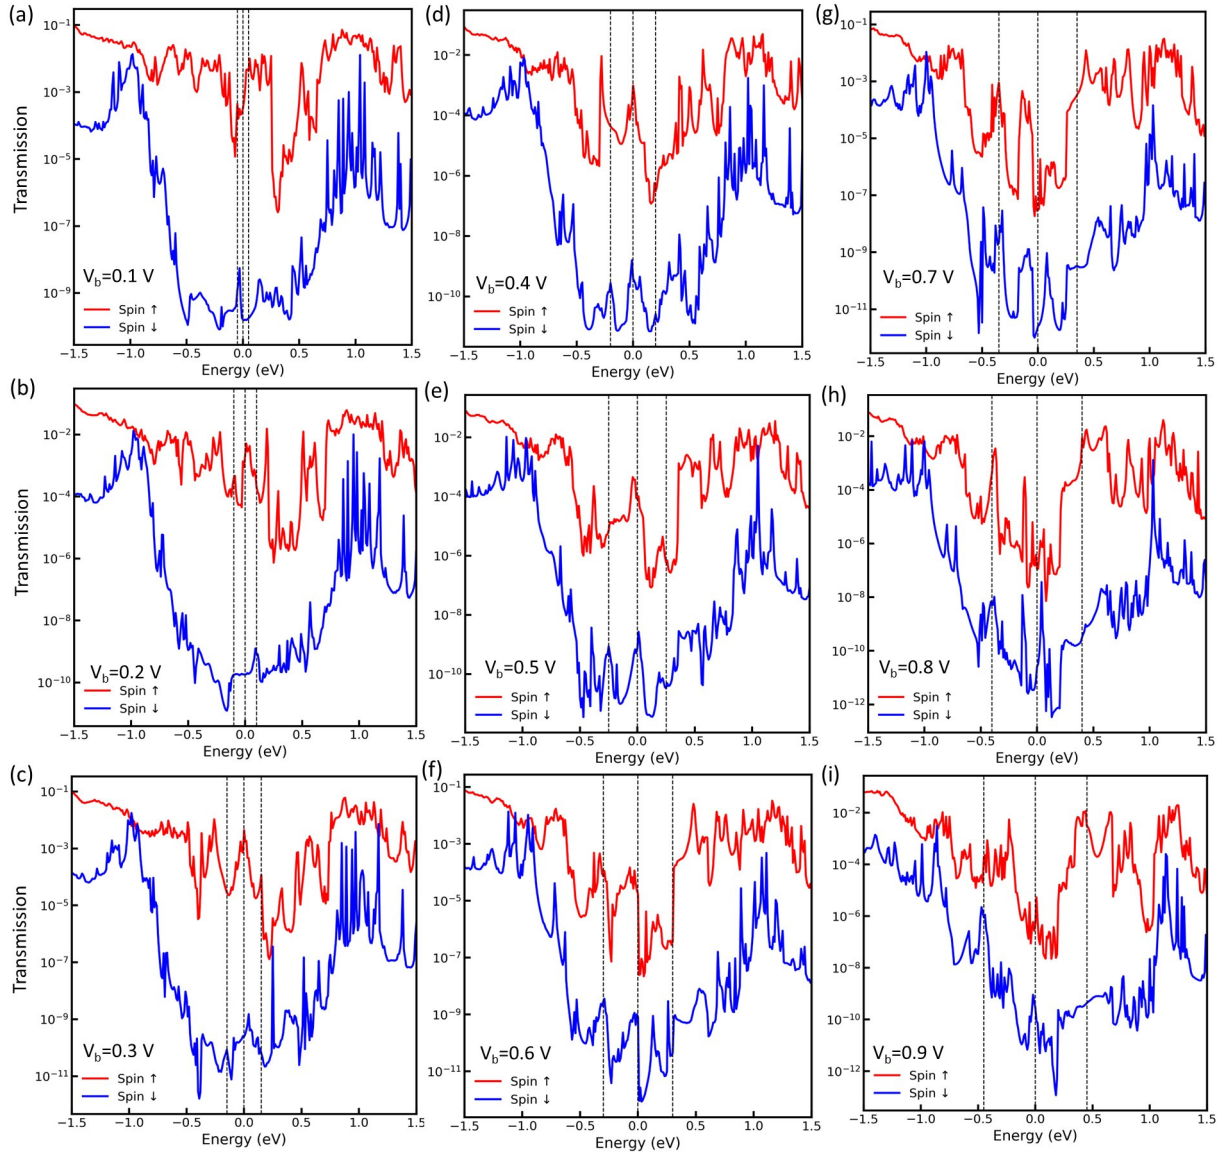 (a)
Transmission
10⁻¹
10⁻³
10⁻⁵
10⁻⁷
10⁻⁹
V_b=0.1 V
Spin ↑
Spin ↓
−1.5 −1.0 −0.5 0.0 0.5 1.0 1.5
Energy (eV)
(d)
10⁻²
10⁻⁴
10⁻⁶
10⁻⁸
10⁻¹⁰
V_b=0.4 V
Spin ↑
Spin ↓
−1.5 −1.0 −0.5 0.0 0.5 1.0 1.5
Energy (eV)
(g)
10⁻¹
10⁻³
10⁻⁵
10⁻⁷
10⁻⁹
10⁻¹¹
V_b=0.7 V
Spin ↑
Spin ↓
−1.5 −1.0 −0.5 0.0 0.5 1.0 1.5
Energy (eV)
(b)
Transmission
10⁻²
10⁻⁴
10⁻⁶
10⁻⁸
10⁻¹⁰
V_b=0.2 V
Spin ↑
Spin ↓
−1.5 −1.0 −0.5 0.0 0.5 1.0 1.5
Energy (eV)
(e)
10⁻²
10⁻⁴
10⁻⁶
10⁻⁸
10⁻¹⁰
V_b=0.5 V
Spin ↑
Spin ↓
−1.5 −1.0 −0.5 0.0 0.5 1.0 1.5
Energy (eV)
(h)
10⁻²
10⁻⁴
10⁻⁶
10⁻⁸
10⁻¹⁰
10⁻¹²
V_b=0.8 V
Spin ↑
Spin ↓
−1.5 −1.0 −0.5 0.0 0.5 1.0 1.5
Energy (eV)
(c)
Transmission
10⁻¹
10⁻³
10⁻⁵
10⁻⁷
10⁻⁹
10⁻¹¹
V_b=0.3 V
Spin ↑
Spin ↓
−1.5 −1.0 −0.5 0.0 0.5 1.0 1.5
Energy (eV)
(f)
10⁻¹
10⁻³
10⁻⁵
10⁻⁷
10⁻⁹
10⁻¹¹
V_b=0.6 V
Spin ↑
Spin ↓
−1.5 −1.0 −0.5 0.0 0.5 1.0 1.5
Energy (eV)
(i)
10⁻²
10⁻⁴
10⁻⁶
10⁻⁸
10⁻¹⁰
10⁻¹²
V_b=0.9 V
Spin ↑
Spin ↓
−1.5 −1.0 −0.5 0.0 0.5 1.0 1.5
Energy (eV)